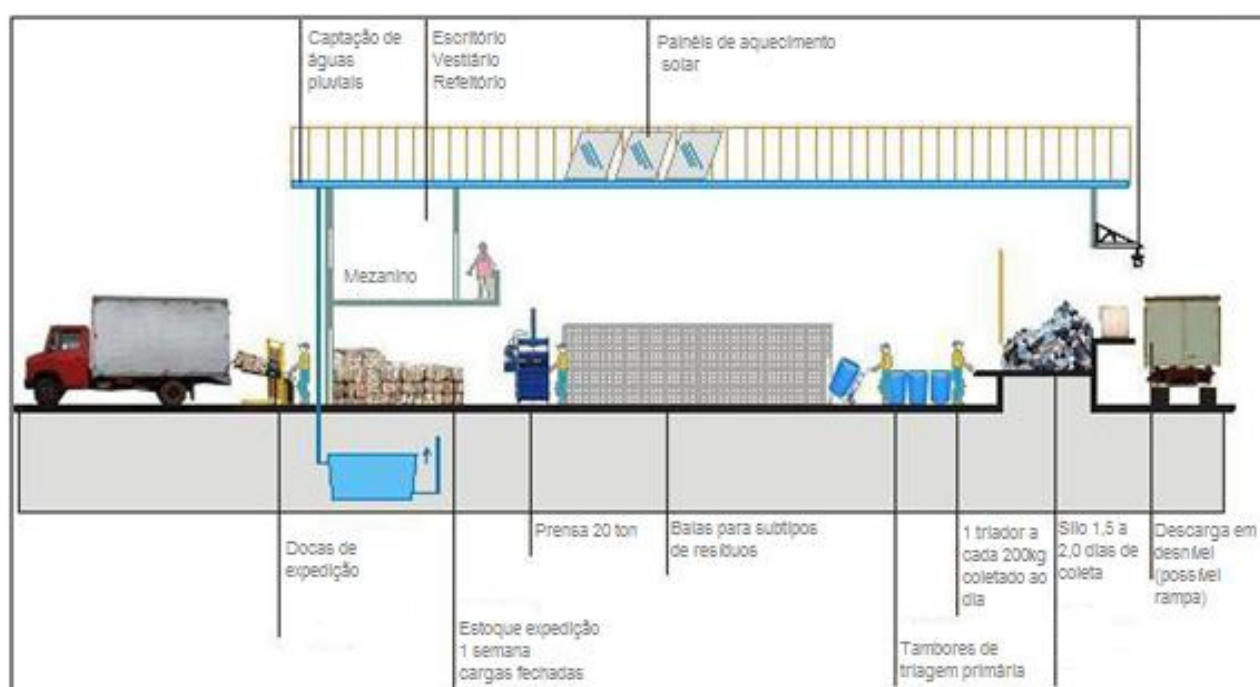 Captação de
águas
pluviais
Escritório
Vestiário
Refeitório
Painéis de aquecimento
solar
Mezanino
Docas de
expedição
Estoque expedição
1 semana
cargas fechadas
Prensa 20 ton
Baias para subtipos
de resíduos
Tambores de
triagem primária
1 triador a
cada 200kg
coletado ao
dia
Silo 1,5 a
2,0 dias de
coleta
Descarga em
desnível
(possível
rampa)